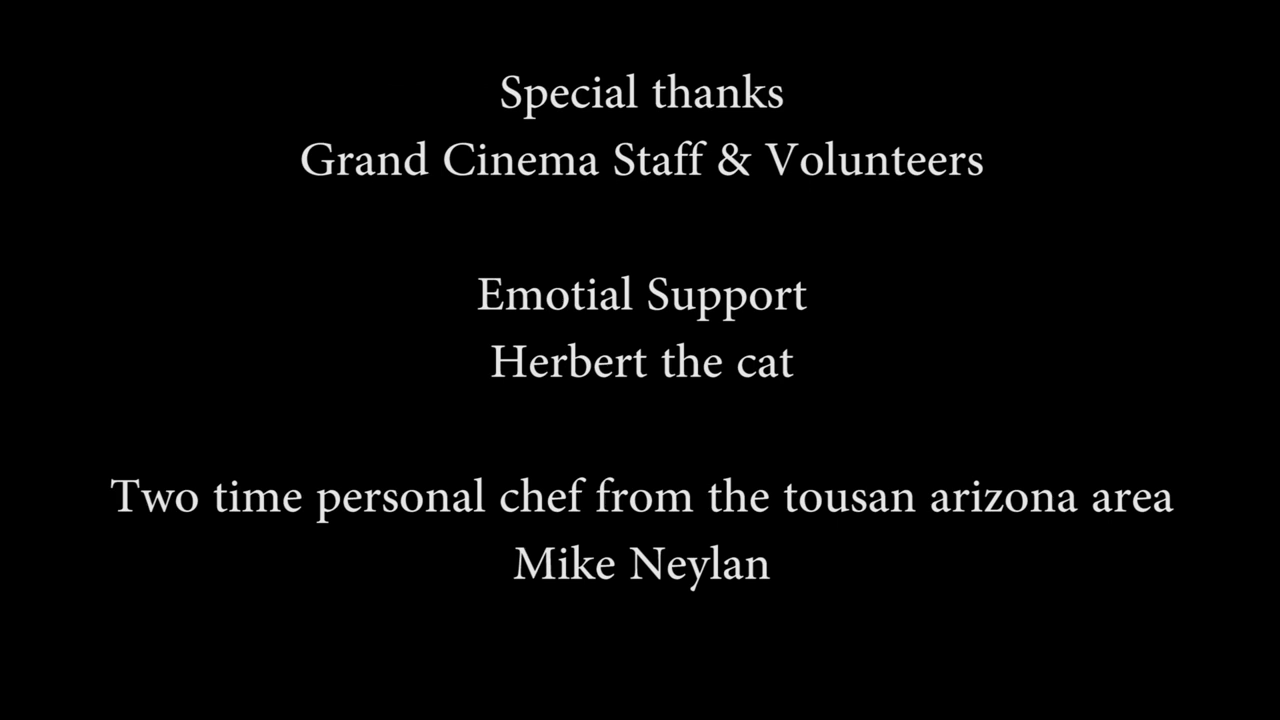 Special thanks
Grand Cinema Staff & Volunteers
Emotial Support
Herbert the cat
Two time personal chef from the tousan arizona area
Mike Neylan